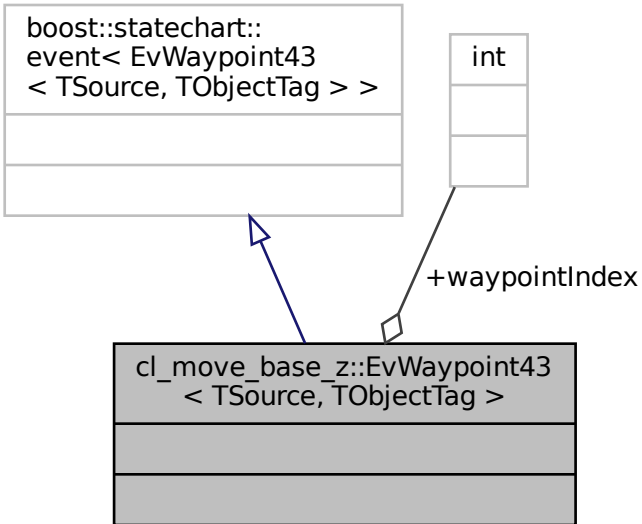 boost::statechart::
event< EvWaypoint43
< TSource, TObjectTag > >
int
+waypointIndex
cl_move_base_z::EvWaypoint43
< TSource, TObjectTag >